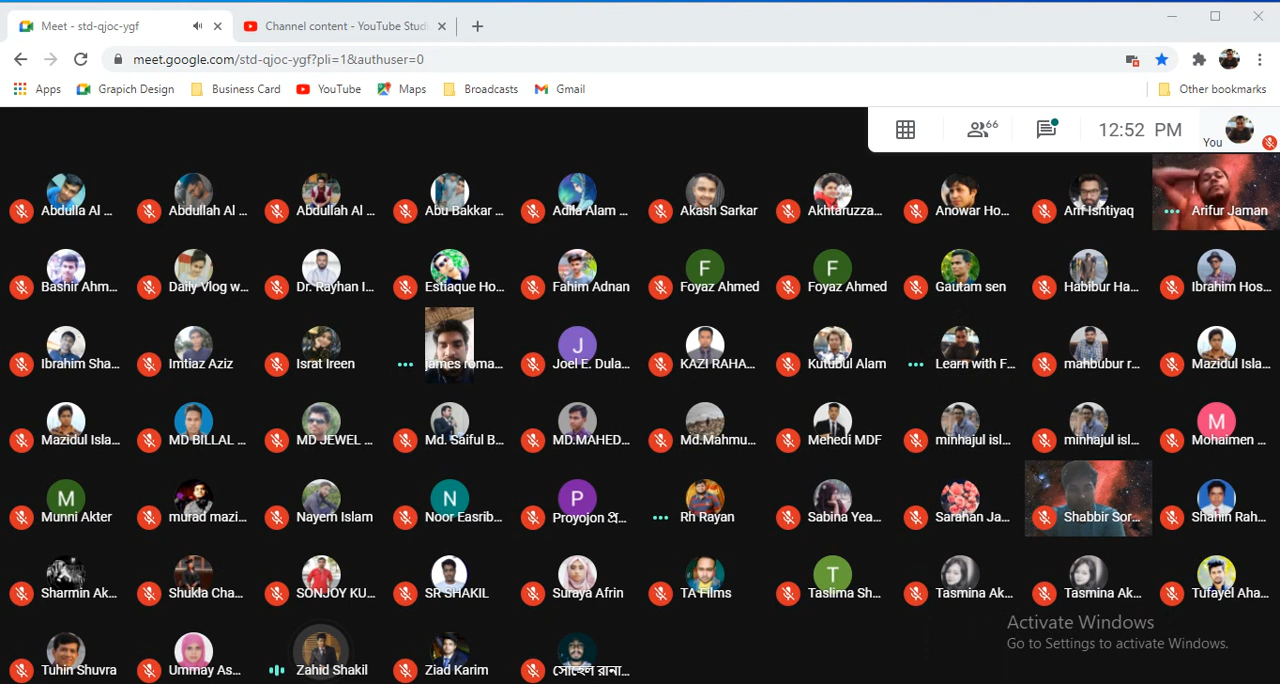 Meet - std-qjoc-ygf
Channel content - YouTube Studi
meet.google.com/std-qjoc-ygf?pli=1&authuser=0
Apps Grapich Design Business Card YouTube Maps Broadcasts Gmail Other bookmarks
66 12:52 PM You
Abdulla Al ... Abdullah Al ... Abdullah Al ... Abu Bakkar ... Adila Alam ... Akash Sarkar Akhtaruzza... Anowar Ho... Arif Ishtiyaq Arifur Jaman
Bashir Ahm... Daily Vlog w... Dr. Rayhan I... Estiaque Ho... Fahim Adnan F Foyaz Ahmed F Foyaz Ahmed Gautam sen Habibur Ha... Ibrahim Hos...
Ibrahim Sha... Imtiaz Aziz Israt Ireen james roma... J Joel E. Dula... KAZI RAHA... Kutubul Alam Learn with F... mahbubur r... Mazidul Isla...
Mazidul Isla... MD BILLAL ... MD JEWEL ... Md. Saiful B... MD.MAHED... Md.Mahmu... Mehedi MDF minhajul isl... minhajul isl... M Mohaimen ...
M Munni Akter murad mazi... Nayem Islam N Noor Easrib... P Proyojon প্র... Rh Rayan Sabina Yea... Sarahan Ja... Shabbir Sor... Shahin Rah...
Sharmin Ak... Shukla Cha... SONJOY KU... SR SHAKIL Suraya Afrin TA Films T Taslima Sh... Tasmina Ak... Tasmina Ak... Tufayel Aha...
Activate Windows
Go to Settings to activate Windows.
Tuhin Shuvra Ummay As... Zahid Shakil Ziad Karim সোহেল রানা...